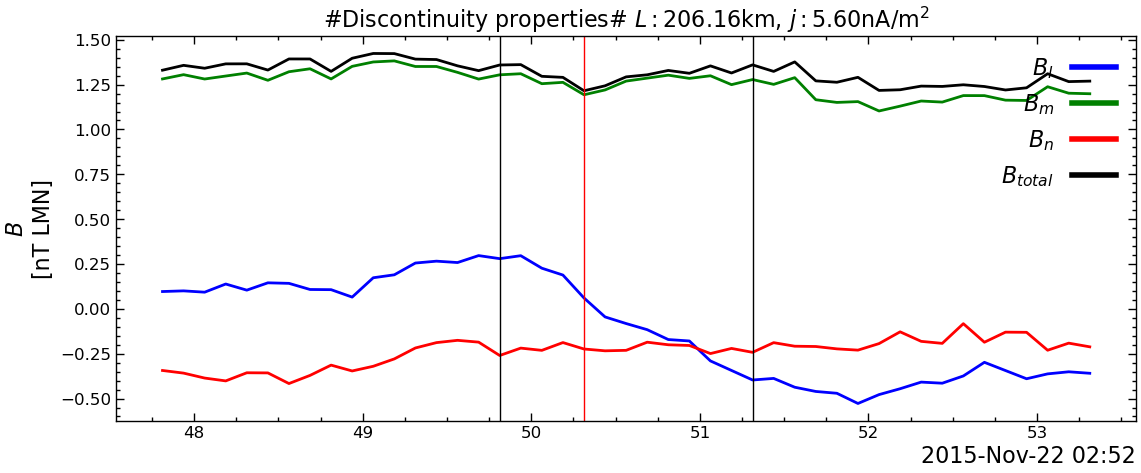 #Discontinuity properties# L : 206.16km, j : 5.60nA/m²
1.50
1.25
1.00
0.75
0.50
0.25
0.00
−0.25
−0.50
B
[nT LMN]
B_l
B_m
B_n
B_total
48 49 50 51 52 53
2015-Nov-22 02:52